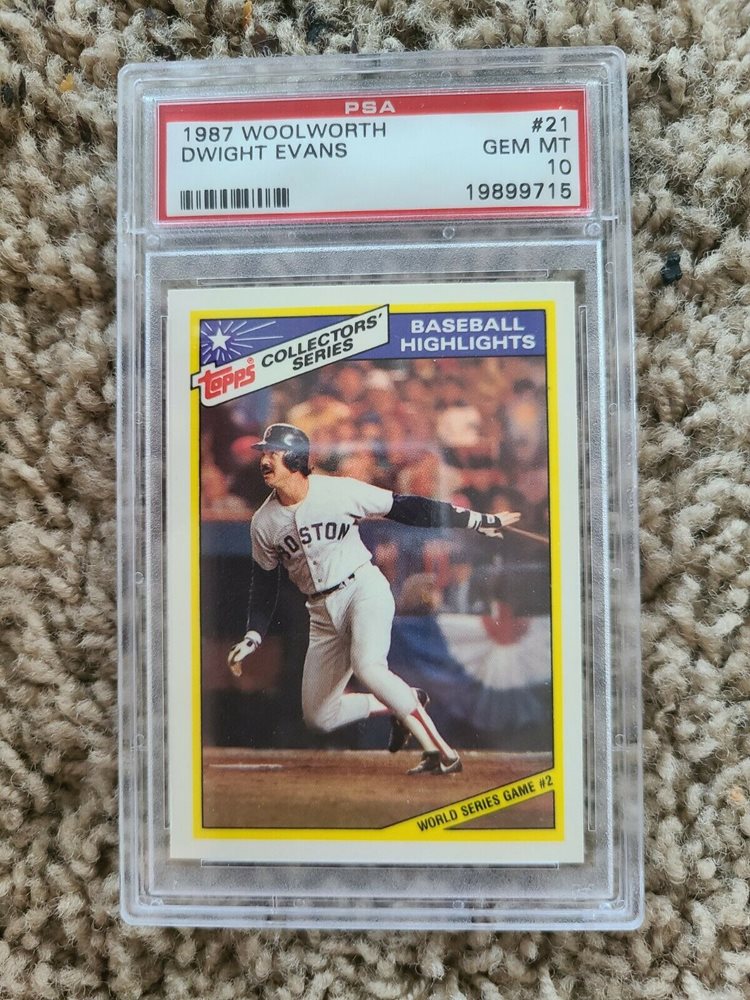 PSA
1987 WOOLWORTH #21
DWIGHT EVANS GEM MT
10
19899715
topps® COLLECTORS' SERIES
BASEBALL
HIGHLIGHTS
BOSTON
WORLD SERIES GAME #2